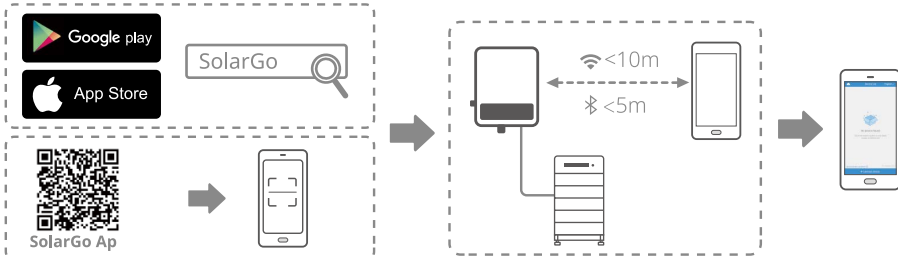 Google play
SolarGo
App Store
SolarGo Ap
<10m
<5m